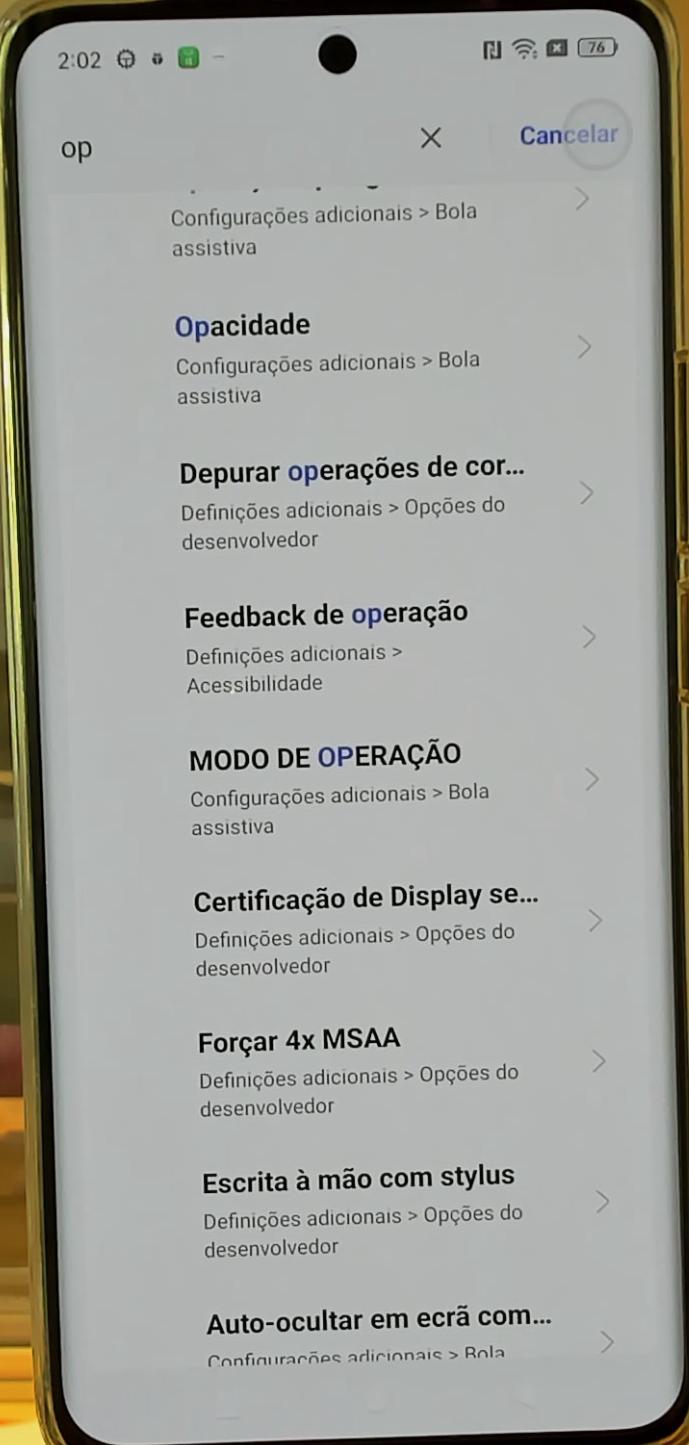 2:02
76
op
Cancelar
Configurações adicionais > Bola
assistiva
Opacidade
Configurações adicionais > Bola
assistiva
Depurar operações de cor...
Definições adicionais > Opções do
desenvolvedor
Feedback de operação
Definições adicionais >
Acessibilidade
MODO DE OPERAÇÃO
Configurações adicionais > Bola
assistiva
Certificação de Display se...
Definições adicionais > Opções do
desenvolvedor
Forçar 4x MSAA
Definições adicionais > Opções do
desenvolvedor
Escrita à mão com stylus
Definições adicionais > Opções do
desenvolvedor
Auto-ocultar em ecrã com...
Configurações adicionais > Bola